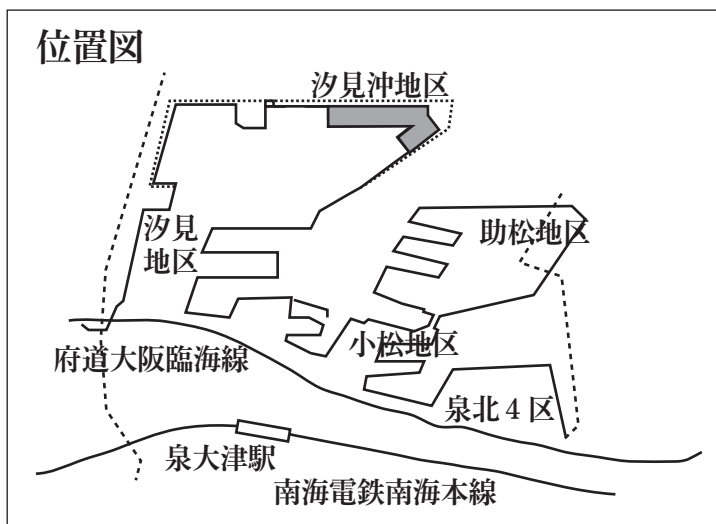 位置図
汐見沖地区
汐見
地区
助松地区
小松地区
府道大阪臨海線
泉北4区
泉大津駅
南海電鉄南海本線